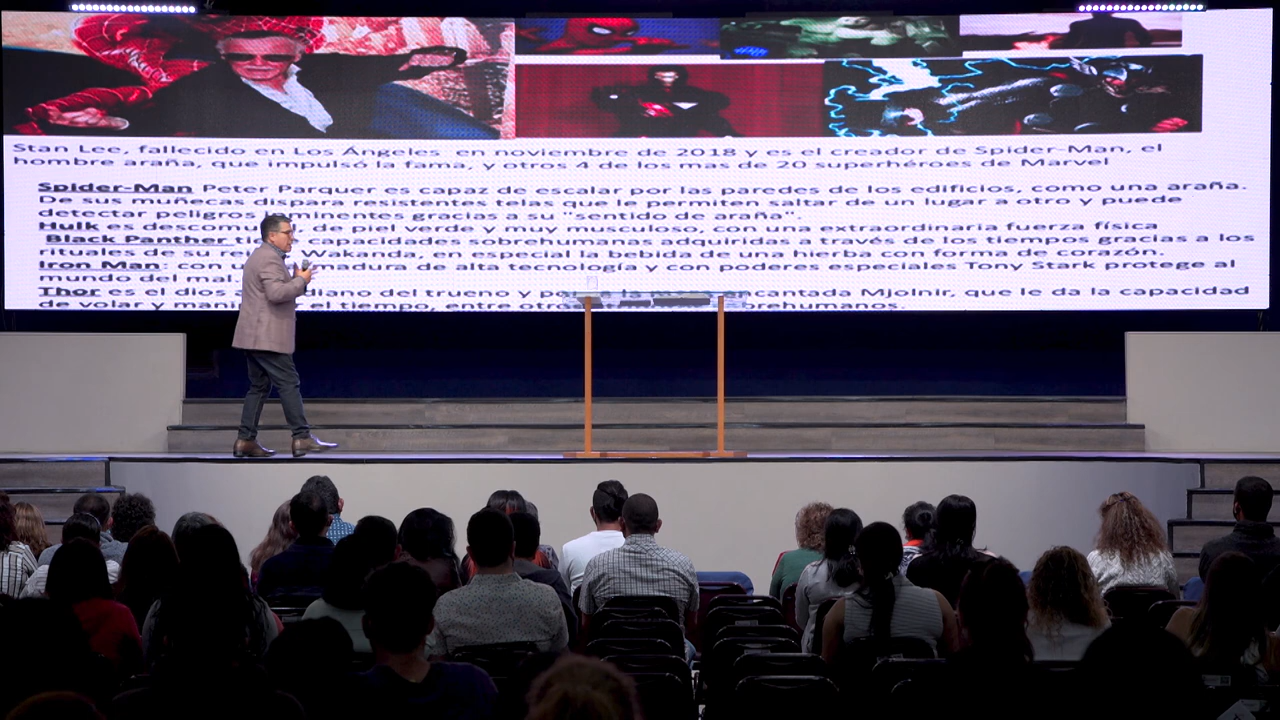 Stan Lee, fallecido en Los Ángeles, en noviembre de 2018 y es el creador de Spider-Man, el
hombre araña, que impulsó la fama, y otros 4 de los mas de 20 superhéroes de Marvel
Spider-Man Peter Parquer es capaz de escalar por las paredes de los edificios, como una araña.
De sus muñecas dispara resistentes telas que le permiten saltar de un lugar a otro y puede
detectar peligros minentes gracias a su "sentido de araña".
Hulk es descomu de piel verde y muy musculoso, con una extraordinaria fuerza física
Black Panther capacidades sobrehumanas adquiridas a través de los tiempos gracias a los
rituales de su Wakanda, en especial la bebida de una hierba con forma de corazón.
Iron Man: con madura de alta tecnología y con poderes especiales Tony Stark protege al
mundo del mal.
Thor es el dios del trueno y encantada Mjolnir, que le da la capacidad
de volar y el tiempo, entre brehumanos.